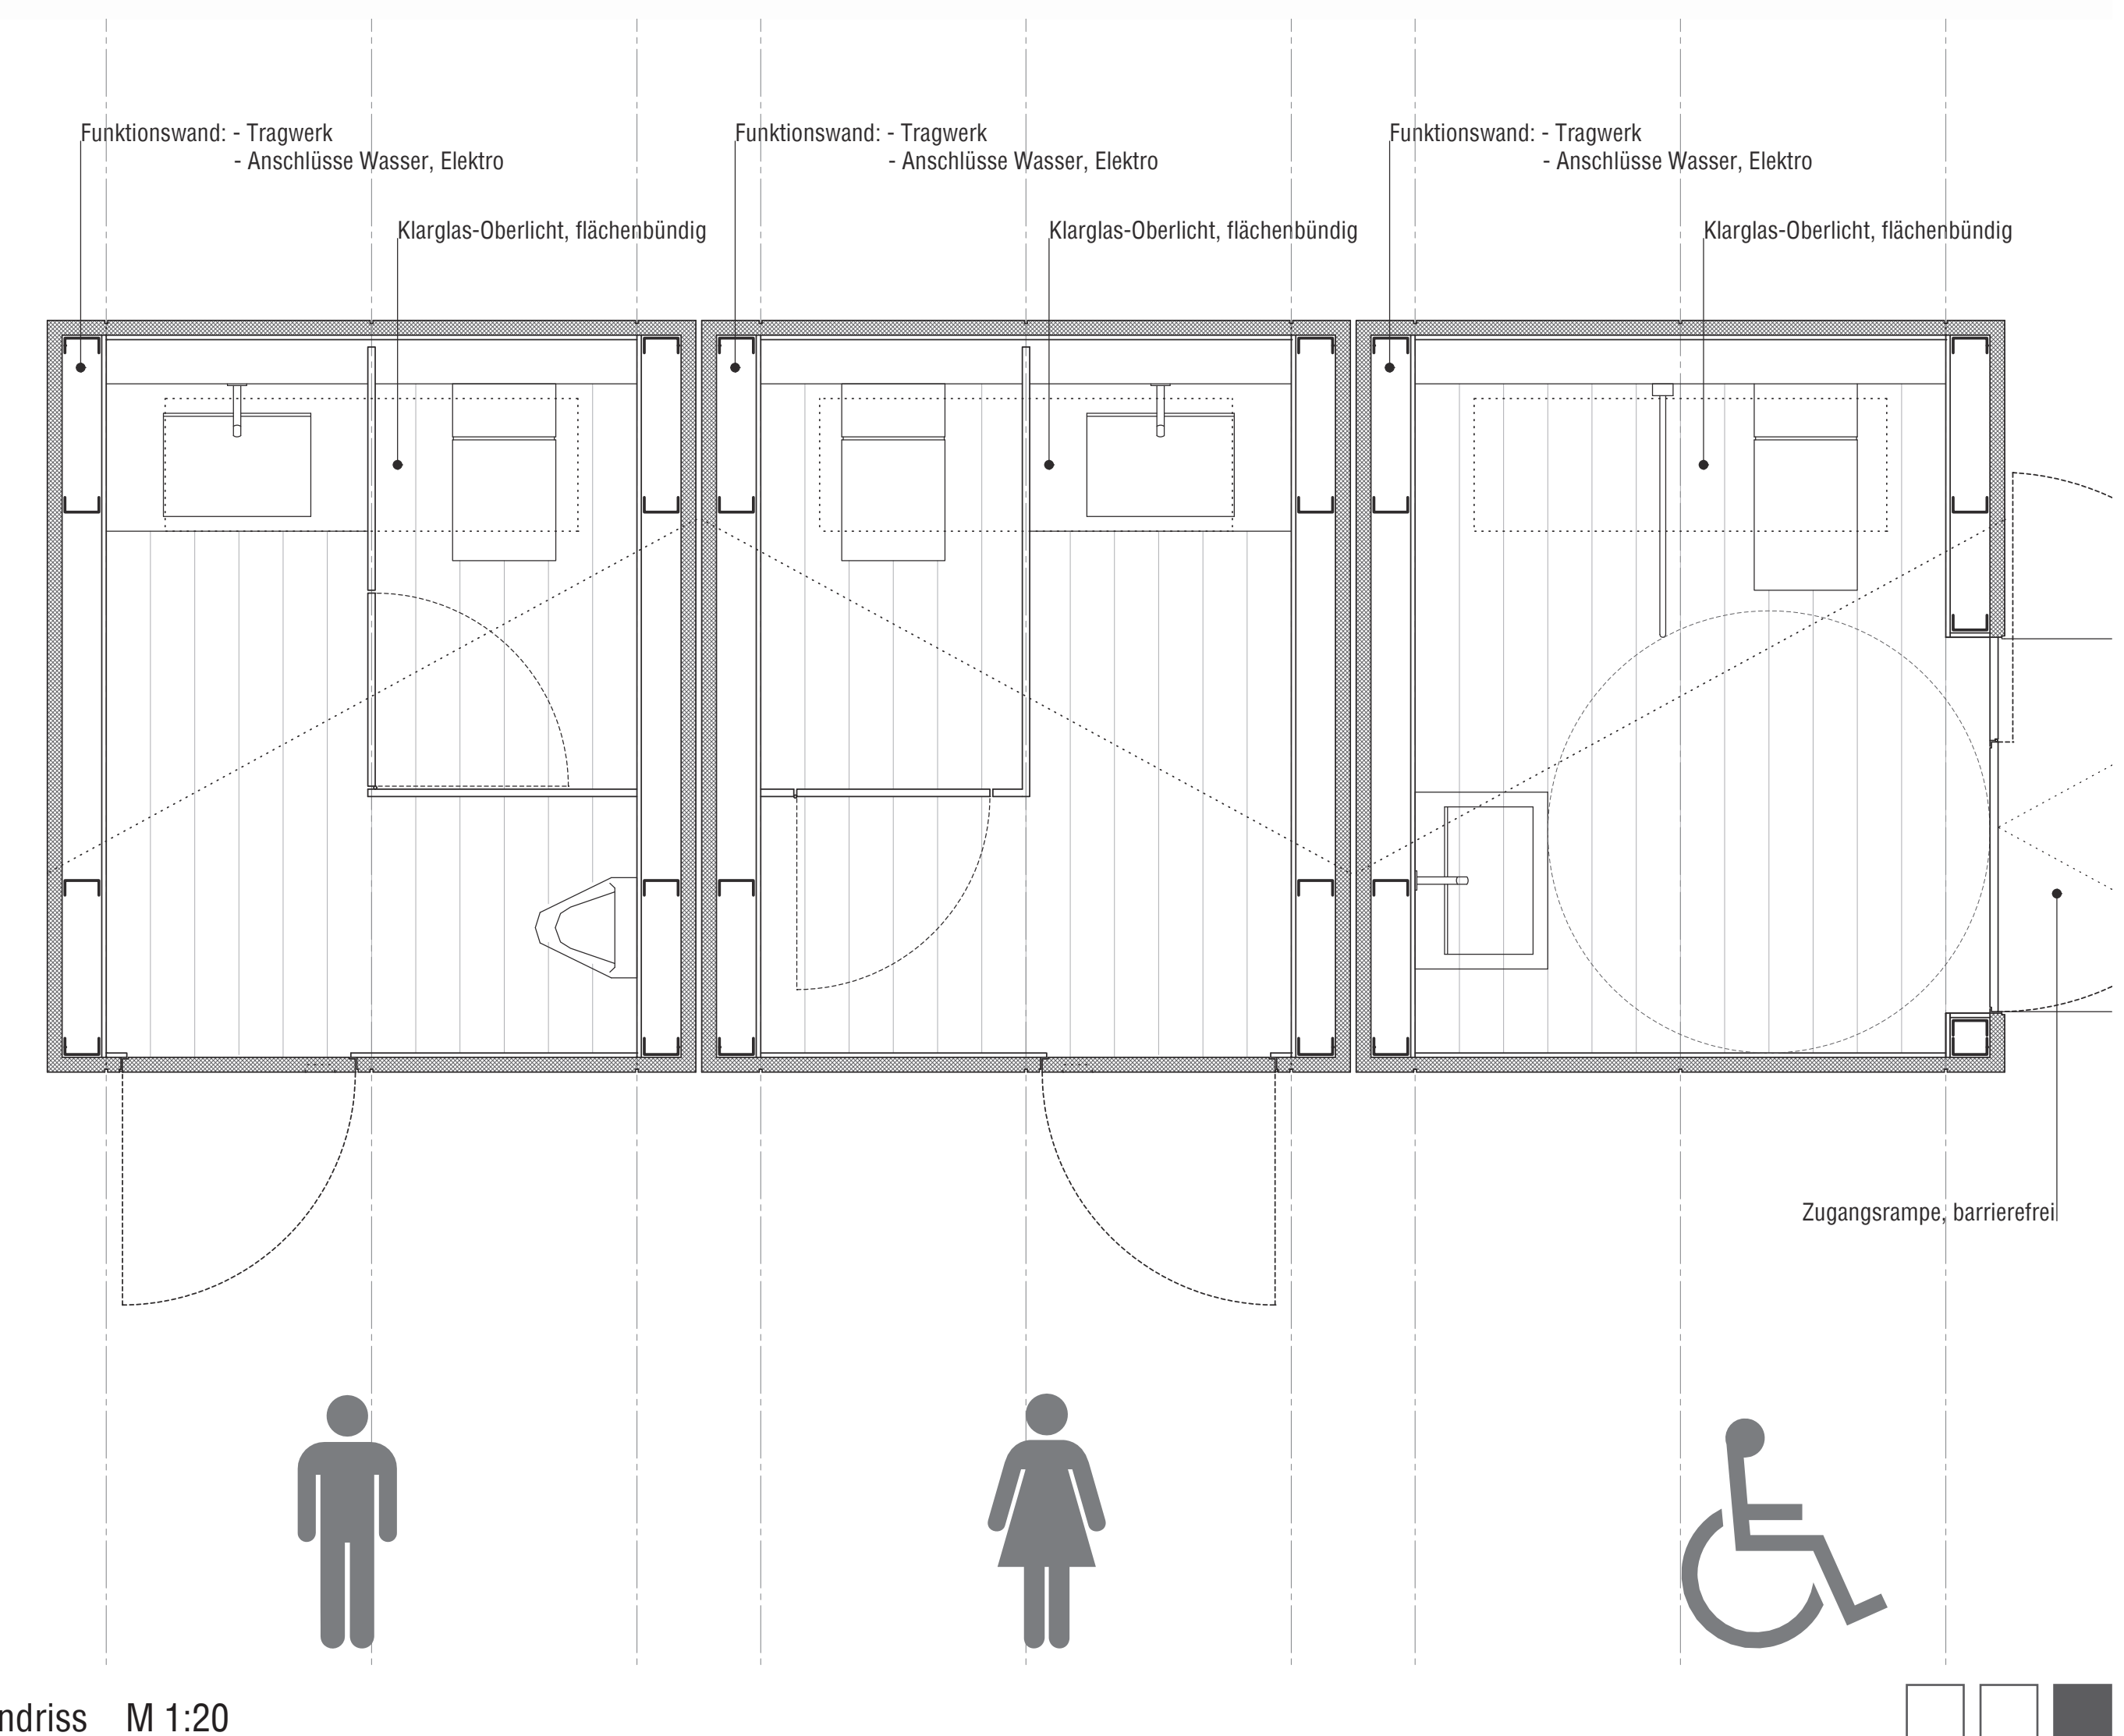 Funktionswand: - Tragwerk
- Anschlüsse Wasser, Elektro
Funktionswand: - Tragwerk
- Anschlüsse Wasser, Elektro
Funktionswand: - Tragwerk
- Anschlüsse Wasser, Elektro
Klarglas-Oberlicht, flächenbündig
Klarglas-Oberlicht, flächenbündig
Klarglas-Oberlicht, flächenbündig
Zugangsrampe, barrierefrei
ndriss M 1:20